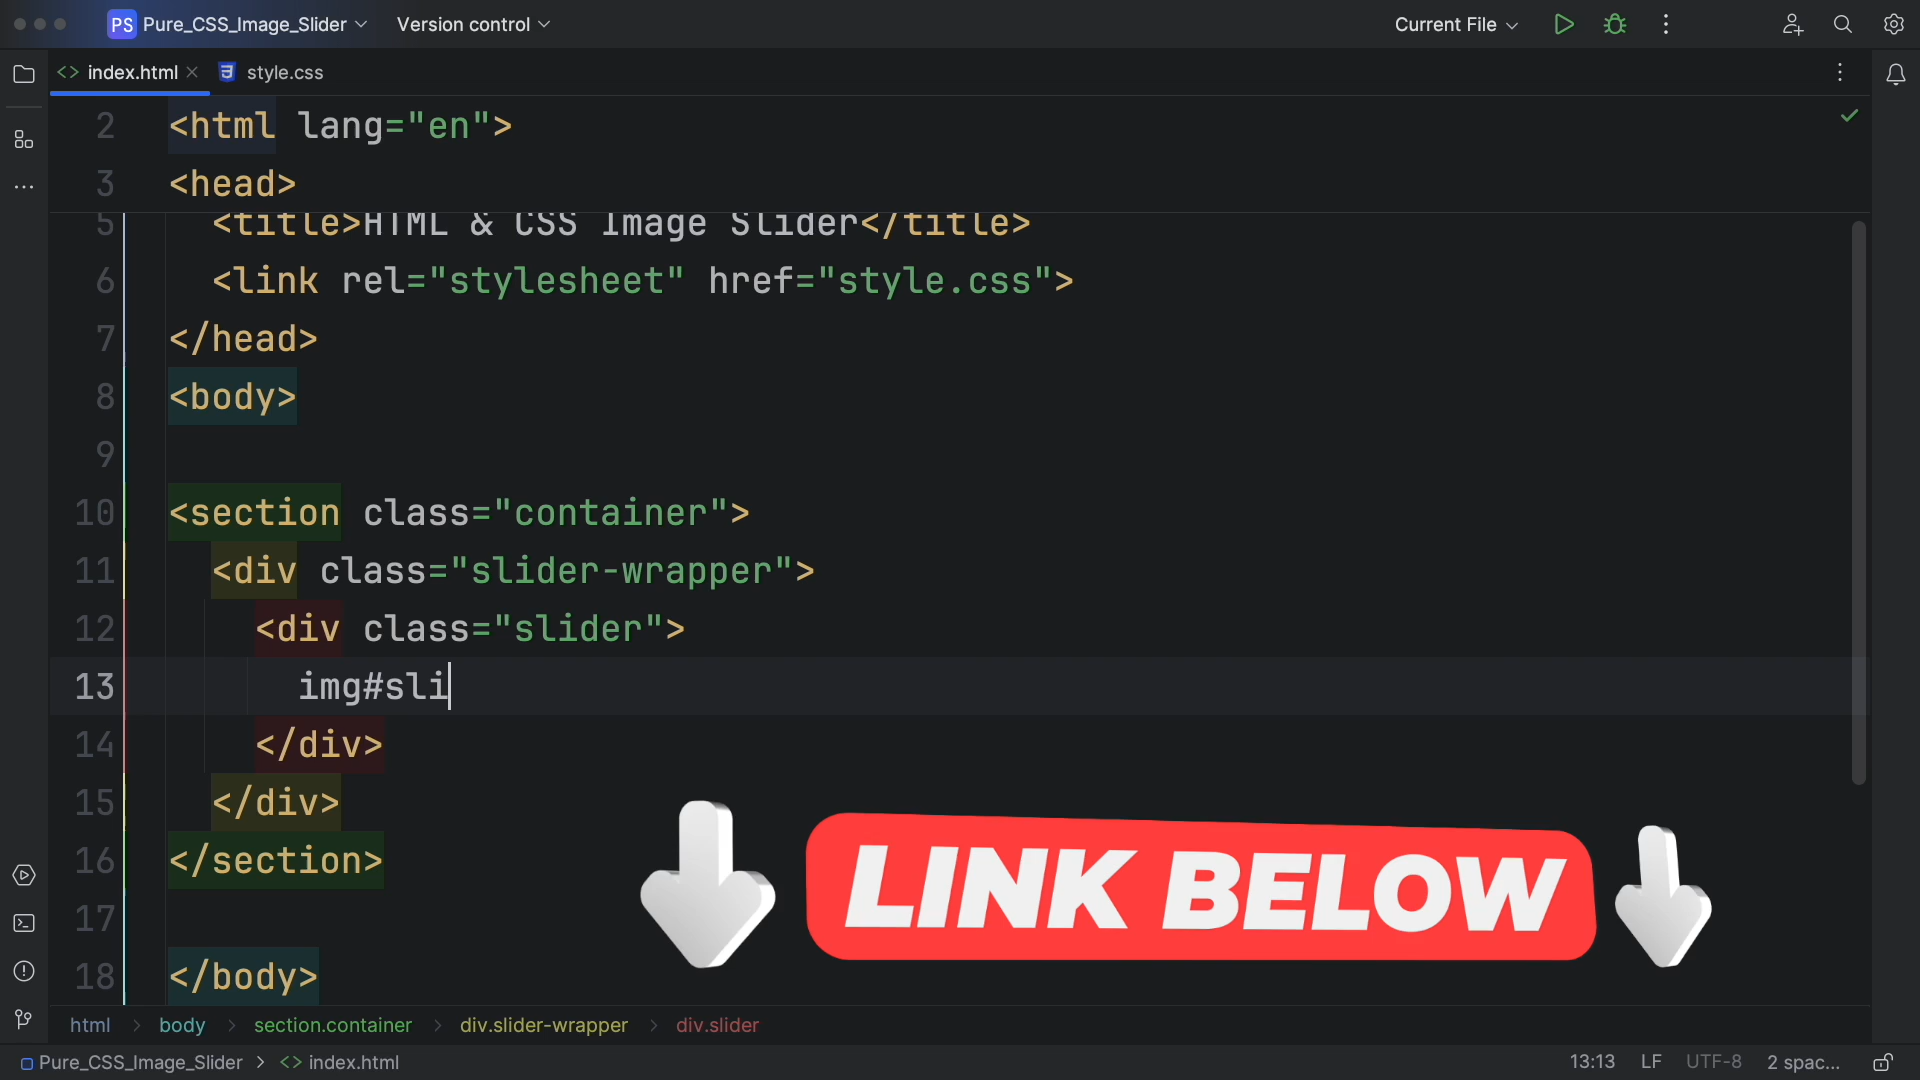 PS Pure_CSS_Image_Slider Version control Current File
index.html style.css
2 <html lang="en">
3 <head>
5 <title>HTML & CSS Image Slider</title>
6 <link rel="stylesheet" href="style.css">
7 </head>
8 <body>
9
10 <section class="container">
11 <div class="slider-wrapper">
12 <div class="slider">
13 img#sli
14 </div>
15 </div>
16 </section>
17
18 </body>
LINK BELOW
html > body > section.container > div.slider-wrapper > div.slider
Pure_CSS_Image_Slider > <> index.html 13:13 LF UTF-8 2 spac...